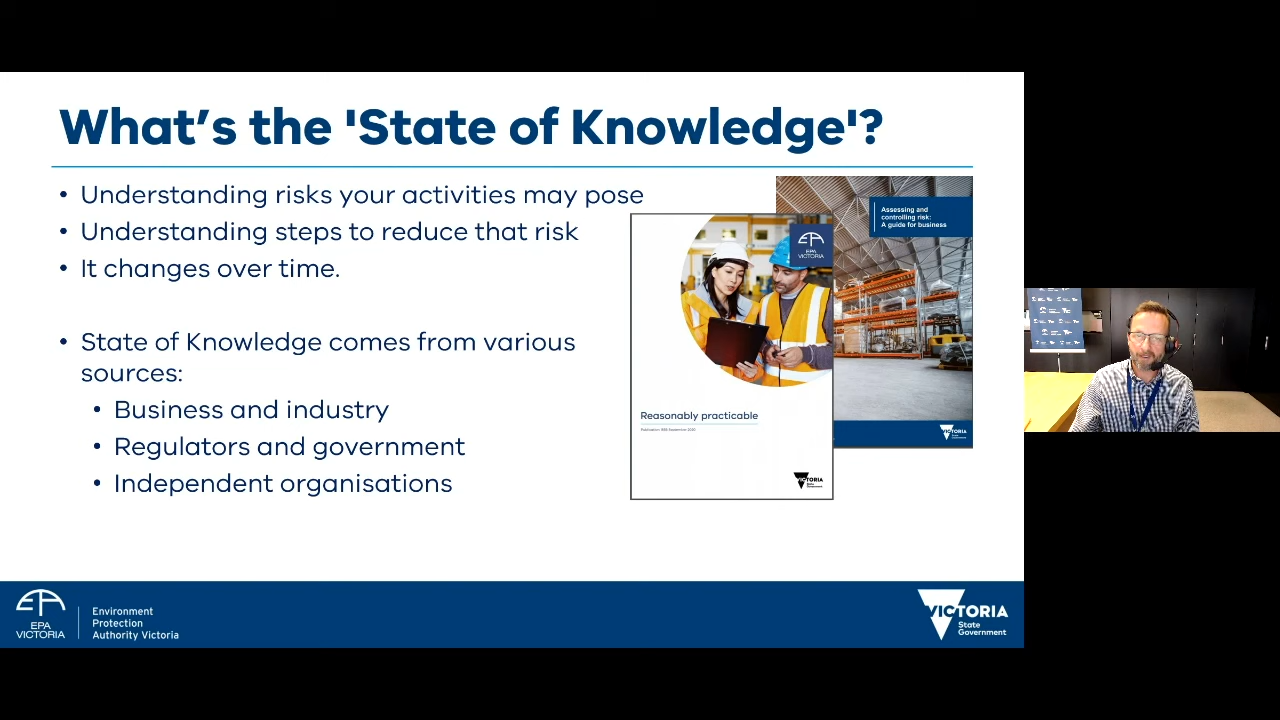 What's the 'State of Knowledge'?
• Understanding risks your activities may pose
• Understanding steps to reduce that risk
• It changes over time.
• State of Knowledge comes from various
sources:
• Business and industry
• Regulators and government
• Independent organisations
Assessing and
controlling risk:
A guide for business
EPA
VICTORIA
Reasonably practicable
VICTORIA
State
Government
VICTORIA
State
Government
EPA
VICTORIA
Environment
Protection
Authority Victoria
VICTORIA
State
Government